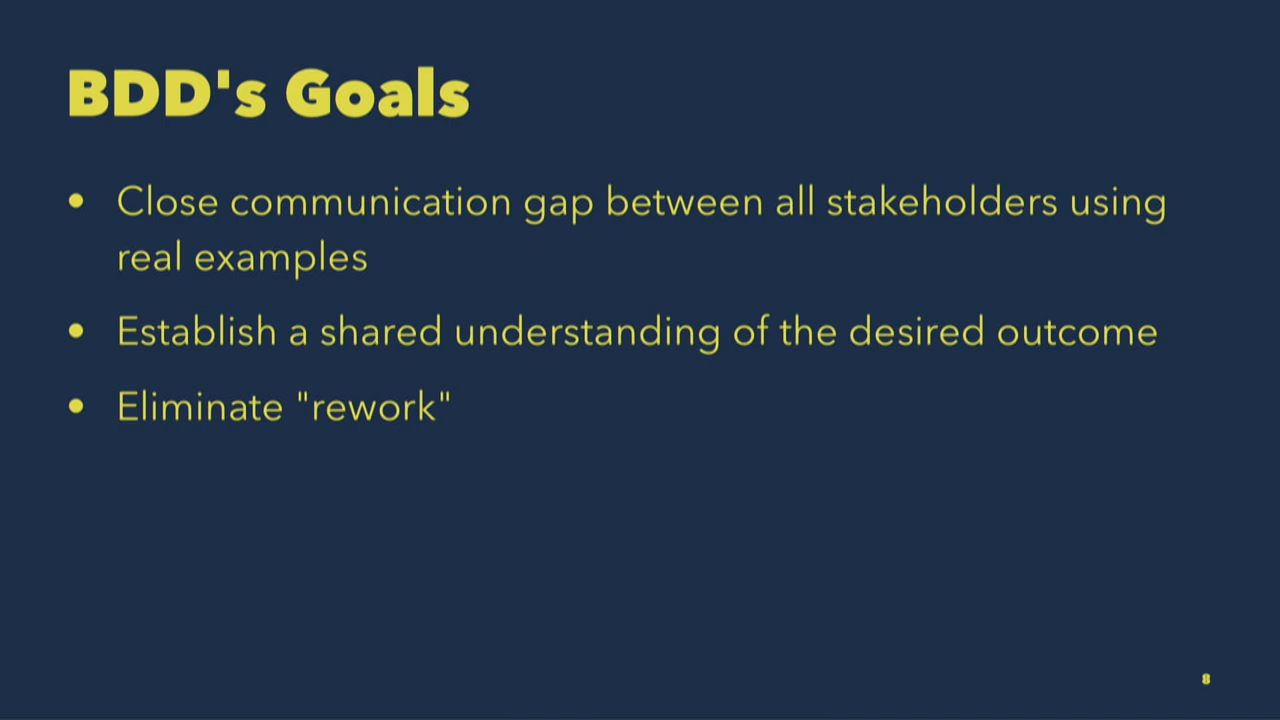 BDD's Goals
• Close communication gap between all stakeholders using
real examples
• Establish a shared understanding of the desired outcome
• Eliminate "rework"
8